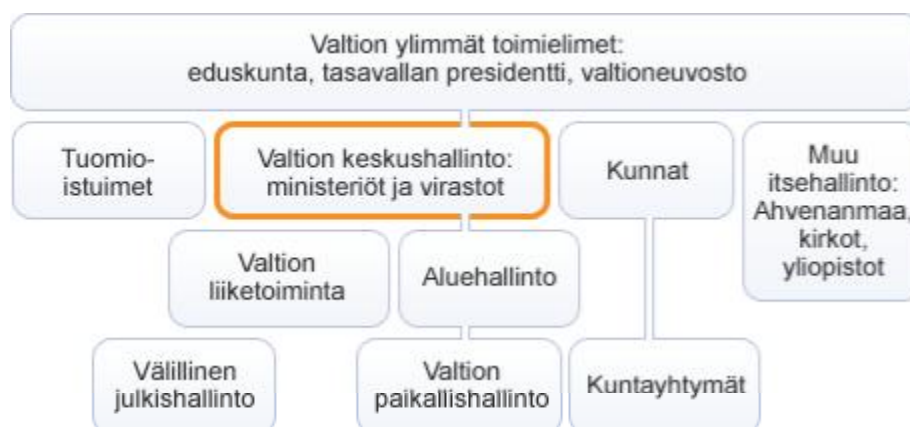 Valtion ylimmät toimielimet:
eduskunta, tasavallan presidentti, valtioneuvosto
Tuomio-
istuimet
Valtion keskushallinto:
ministeriöt ja virastot
Kunnat
Muu
itsehallinto:
Ahvenanmaa,
kirkot,
yliopistot
Valtion
liiketoiminta
Aluehallinto
Välillinen
julkishallinto
Valtion
paikallishallinto
Kuntayhtymät